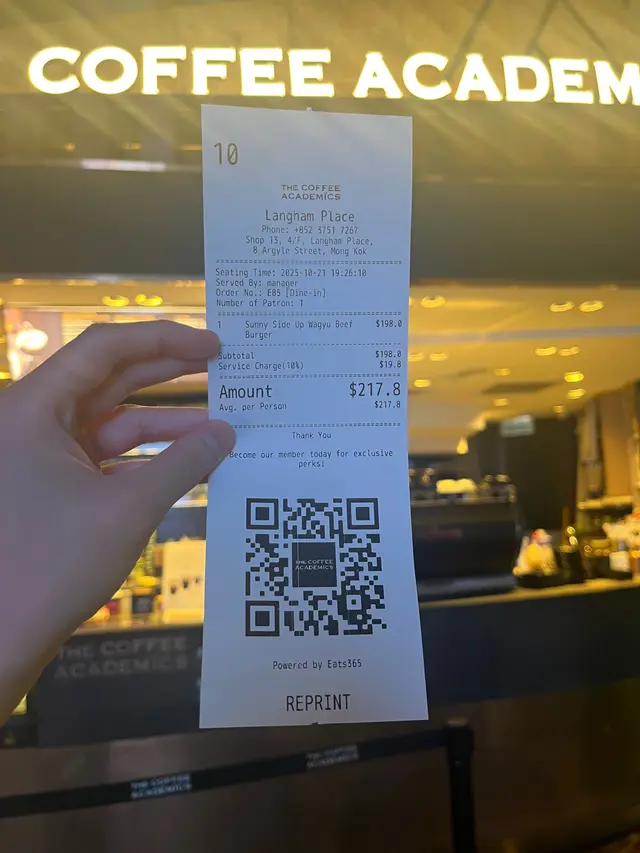 COFFEE ACADEM
10
THE COFFEE
ACADEMICS
Langham Place
Phone: +852 3751 7267
Shop 13, 4/F, Langham Place,
8 Argyle Street, Mong Kok
Seating Time: 2025-10-21 19:26:10
Served By: manager
Order No.: E85 [Dine-in]
Number of Patron: 1
1 Sunny Side Up Wagyu Beef $198.0
Burger
Subtotal $198.0
Service Charge(10%) $19.8
Amount $217.8
Avg. per Person $217.8
Thank You
Become our member today for exclusive
perks!
THE COFFEE
ACADEMICS
Powered by Eats365
REPRINT
THE COFFEE
ACADEMICS
THE COFFEE
ACADEMICS
THE COFFEE
ACADEMICS